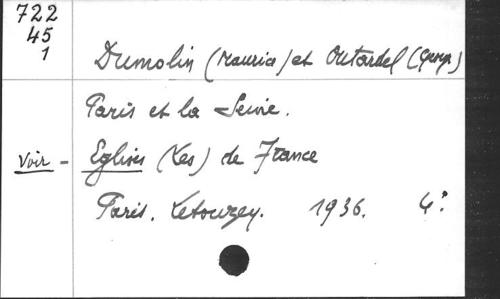 722
45
1
Dumolin (Maurice) et Outardel (Georges)
Paris et la Seine.
Voir - Eglises (Les) de France
Paris. Letouzey. 1936. 4°.